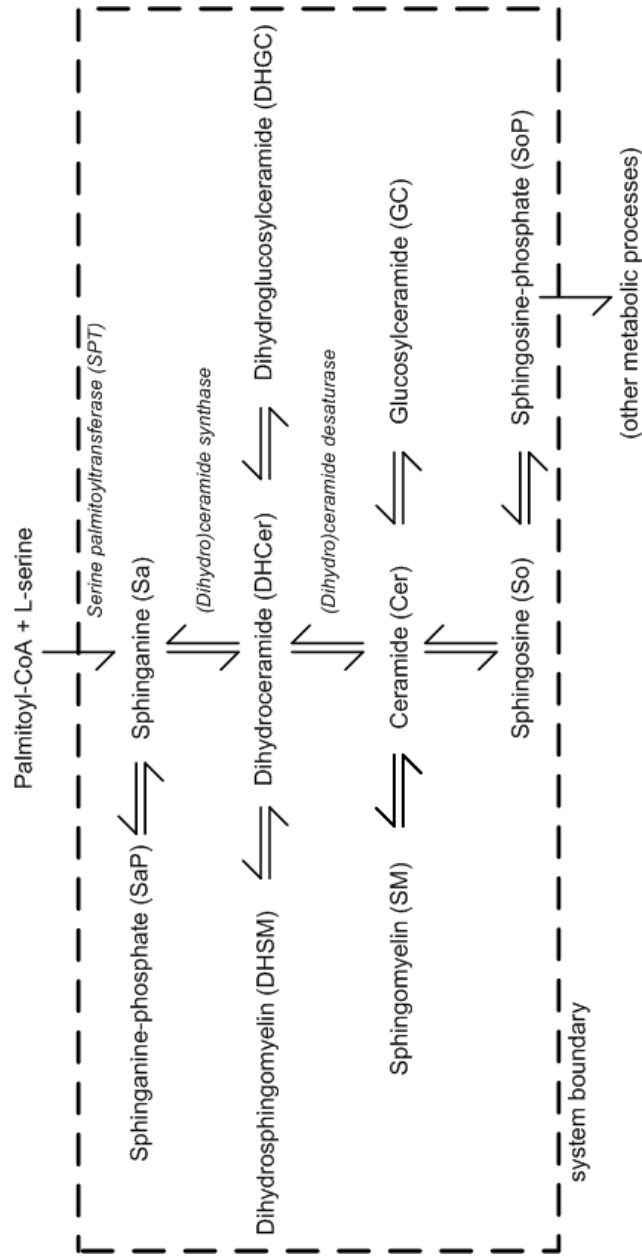 Palmitoyl-CoA + L-serine
Serine palmitoyltransferase (SPT)
Sphinganine-phosphate (SaP)
Sphinganine (Sa)
(Dihydro)ceramide synthase
Dihydrosphingomyelin (DHSM)
Dihydroceramide (DHCer)
Dihydroglucosylceramide (DHGC)
(Dihydro)ceramide desaturase
Sphingomyelin (SM)
Ceramide (Cer)
Glucosylceramide (GC)
Sphingosine (So)
Sphingosine-phosphate (SoP)
system boundary
(other metabolic processes)